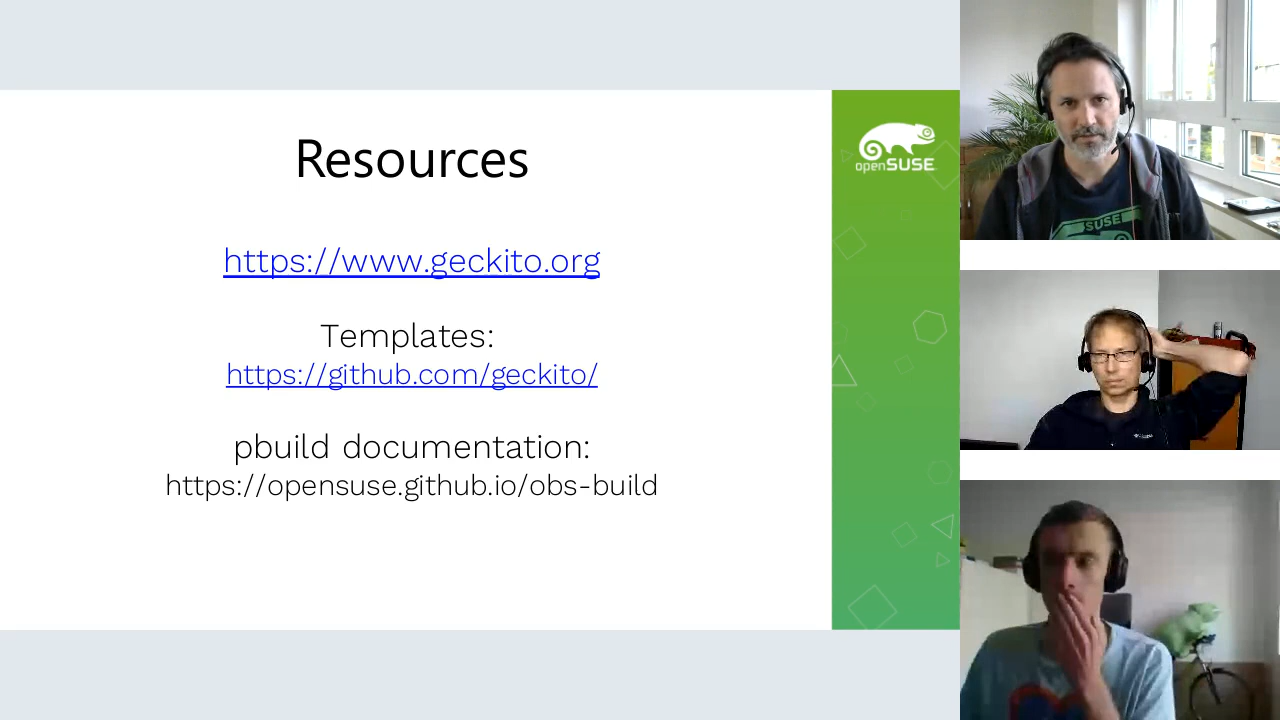 Resources
https://www.geckito.org
Templates:
https://github.com/geckito/
pbuild documentation:
https://opensuse.github.io/obs-build
openSUSE
SUSE